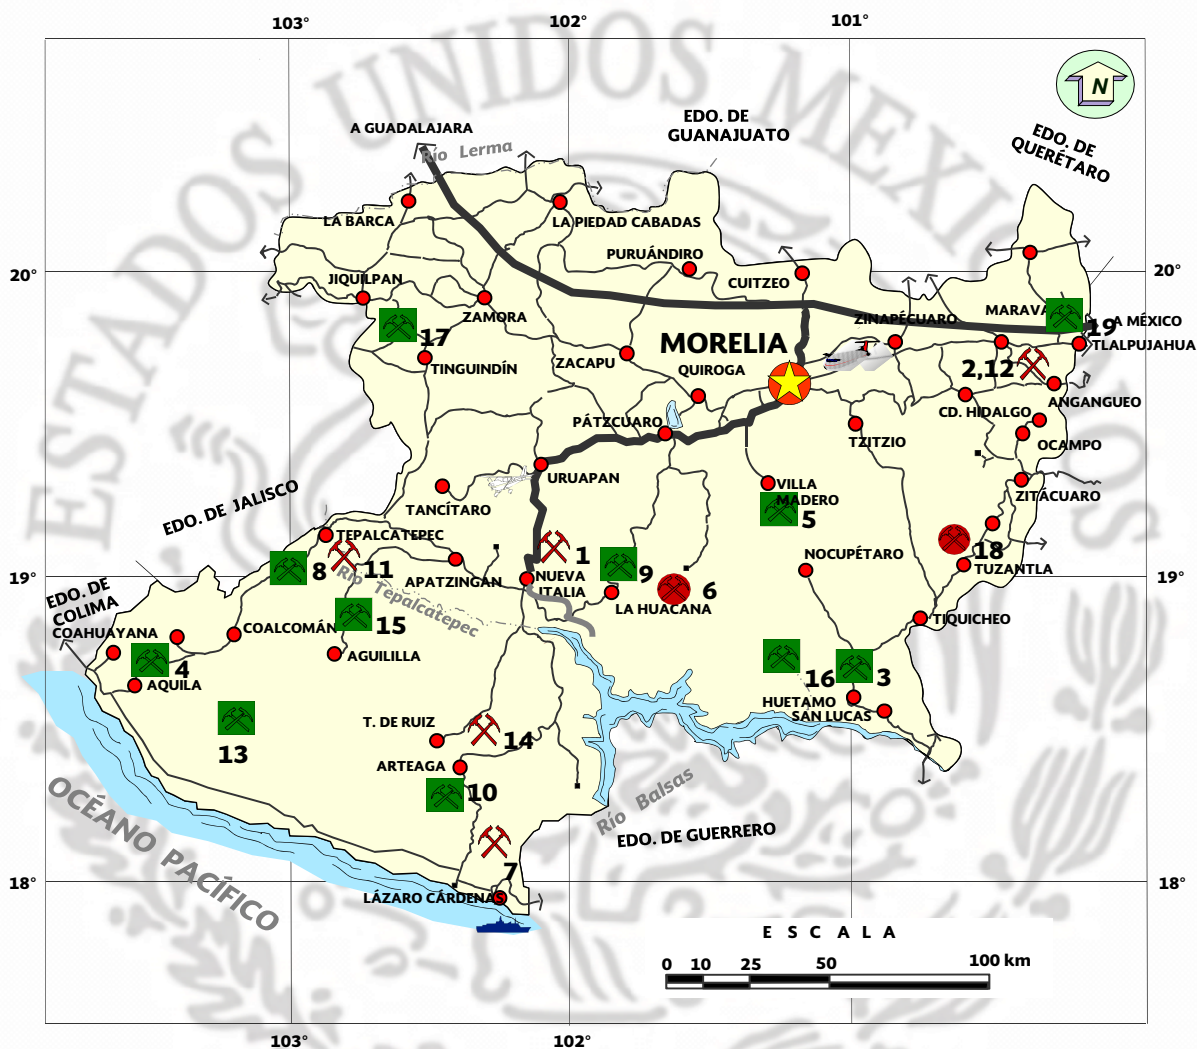 103°
102°
101°
ESTADOS UNIDOS MEXICANOS
N
EDO. DE
GUANAJUATO
A GUADALAJARA
EDO. DE
QUERÉTARO
Río Lerma
LA BARCA
LA PIEDAD CABADAS
PURUÁNDIRO
20°
20°
JIQUILPAN
CUITZEO
ZAMORA
MARAVA
ZINAPÉCUARO
19
A MÉXICO
17
MORELIA
TLALPUJAHUA
TINGUINDÍN
ZACAPU
QUIROGA
2,12
ANGANGUEO
CD. HIDALGO
PÁTZCUARO
TZITZIO
OCAMPO
URUAPAN
VILLA
MADERO
ZITÁCUARO
EDO. DE JALISCO
TANCÍTARO
5
TEPALCATEPEC
NOCUPÉTARO
18
1
8
11
9
TUZANTLA
19°
19°
APATZINGAN
NUEVA
ITALIA
6
LA HUACANA
Río Tepalcatepec
EDO. DE
COLIMA
COAHUAYANA
COALCOMÁN
15
TIQUICHEO
AGUILILLA
4
AQUILA
16
3
HUETAMO
SAN LUCAS
T. DE RUIZ
14
13
ARTEAGA
10
Río Balsas
OCÉANO PACÍFICO
EDO. DE GUERRERO
7
18°
18°
LÁZARO CÁRDENAS
E S C A L A
0 10 25 50 100 km
103°
102°